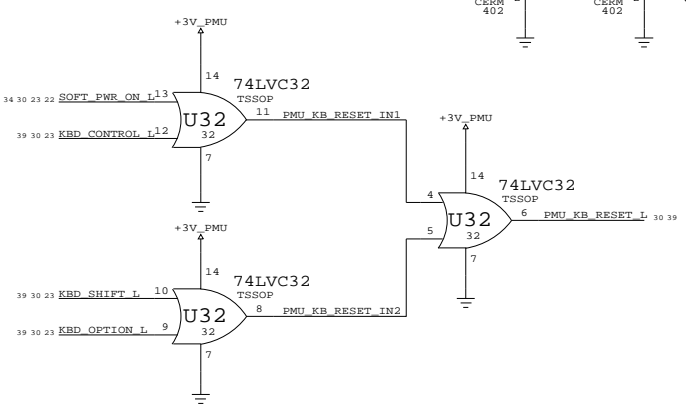 CERM
402
CERM
402
+3V_PMU
14
74LVC32
TSSOP
34 30 23 22 SOFT_PWR_ON_L 13
U32
32
11 PMU_KB_RESET_IN1
39 30 23 KBD_CONTROL_L 12
7
+3V_PMU
14
74LVC32
TSSOP
4
U32
32
6 PMU_KB_RESET_L 30 39
5
7
+3V_PMU
14
74LVC32
TSSOP
39 30 23 KBD_SHIFT_L 10
U32
32
8 PMU_KB_RESET_IN2
39 30 23 KBD_OPTION_L 9
7